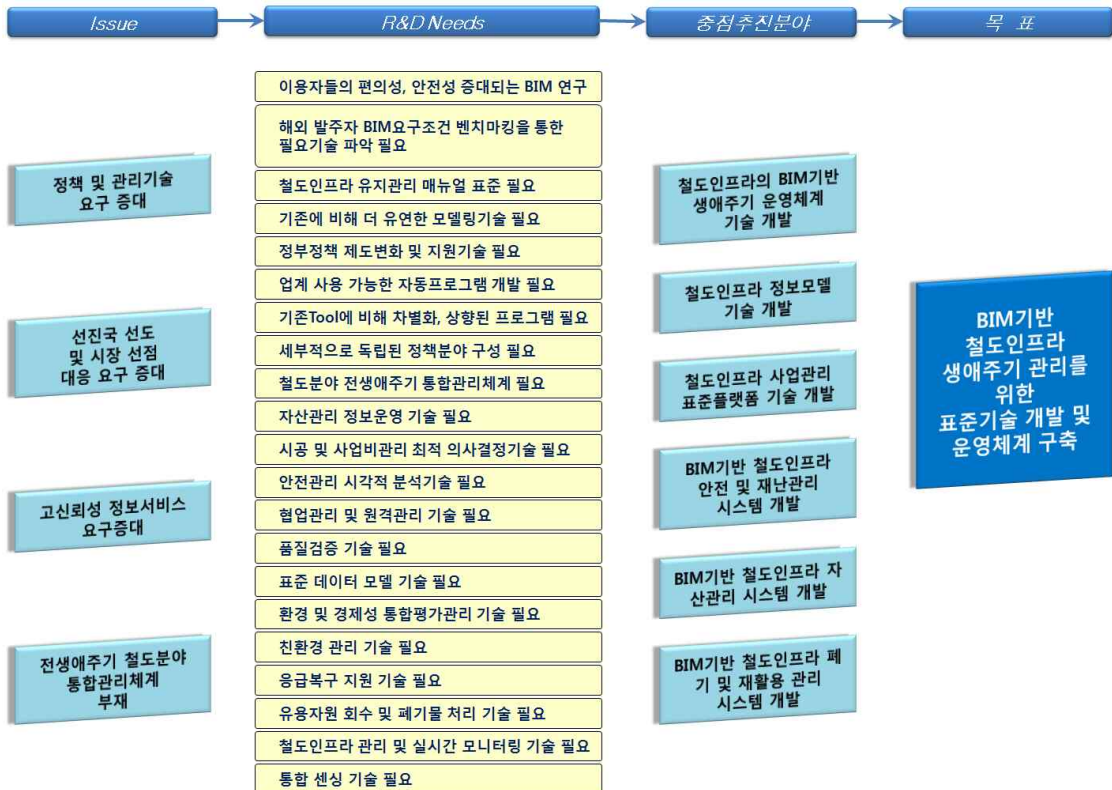 Issue
R&D Needs
중점추진분야
목 표
정책 및 관리기술
요구 증대
선진국 선도
및 시장 선점
대응 요구 증대
고신뢰성 정보서비스
요구증대
전생애주기 철도분야
통합관리체계
부재
이용자들의 편의성, 안전성 증대되는 BIM 연구
해외 발주자 BIM요구조건 벤치마킹을 통한
필요기술 파악 필요
철도인프라 유지관리 매뉴얼 표준 필요
기존에 비해 더 유연한 모델링기술 필요
정부정책 제도변화 및 지원기술 필요
업계 사용 가능한 자동프로그램 개발 필요
기존Tool에 비해 차별화, 상향된 프로그램 필요
세부적으로 독립된 정책분야 구성 필요
철도분야 전생애주기 통합관리체계 필요
자산관리 정보운영 기술 필요
시공 및 사업비관리 최적 의사결정기술 필요
안전관리 시각적 분석기술 필요
협업관리 및 원격관리 기술 필요
품질검증 기술 필요
표준 데이터 모델 기술 필요
환경 및 경제성 통합평가관리 기술 필요
친환경 관리 기술 필요
응급복구 지원 기술 필요
유용자원 회수 및 폐기물 처리 기술 필요
철도인프라 관리 및 실시간 모니터링 기술 필요
통합 센싱 기술 필요
철도인프라의 BIM기반
생애주기 운영체계
기술 개발
철도인프라 정보모델
기술 개발
철도인프라 사업관리
표준플랫폼 기술 개발
BIM기반 철도인프라
안전 및 재난관리
시스템 개발
BIM기반 철도인프라 자
산관리 시스템 개발
BIM기반 철도인프라 폐
기 및 재활용 관리
시스템 개발
BIM기반
철도인프라
생애주기 관리를
위한
표준기술 개발 및
운영체계 구축